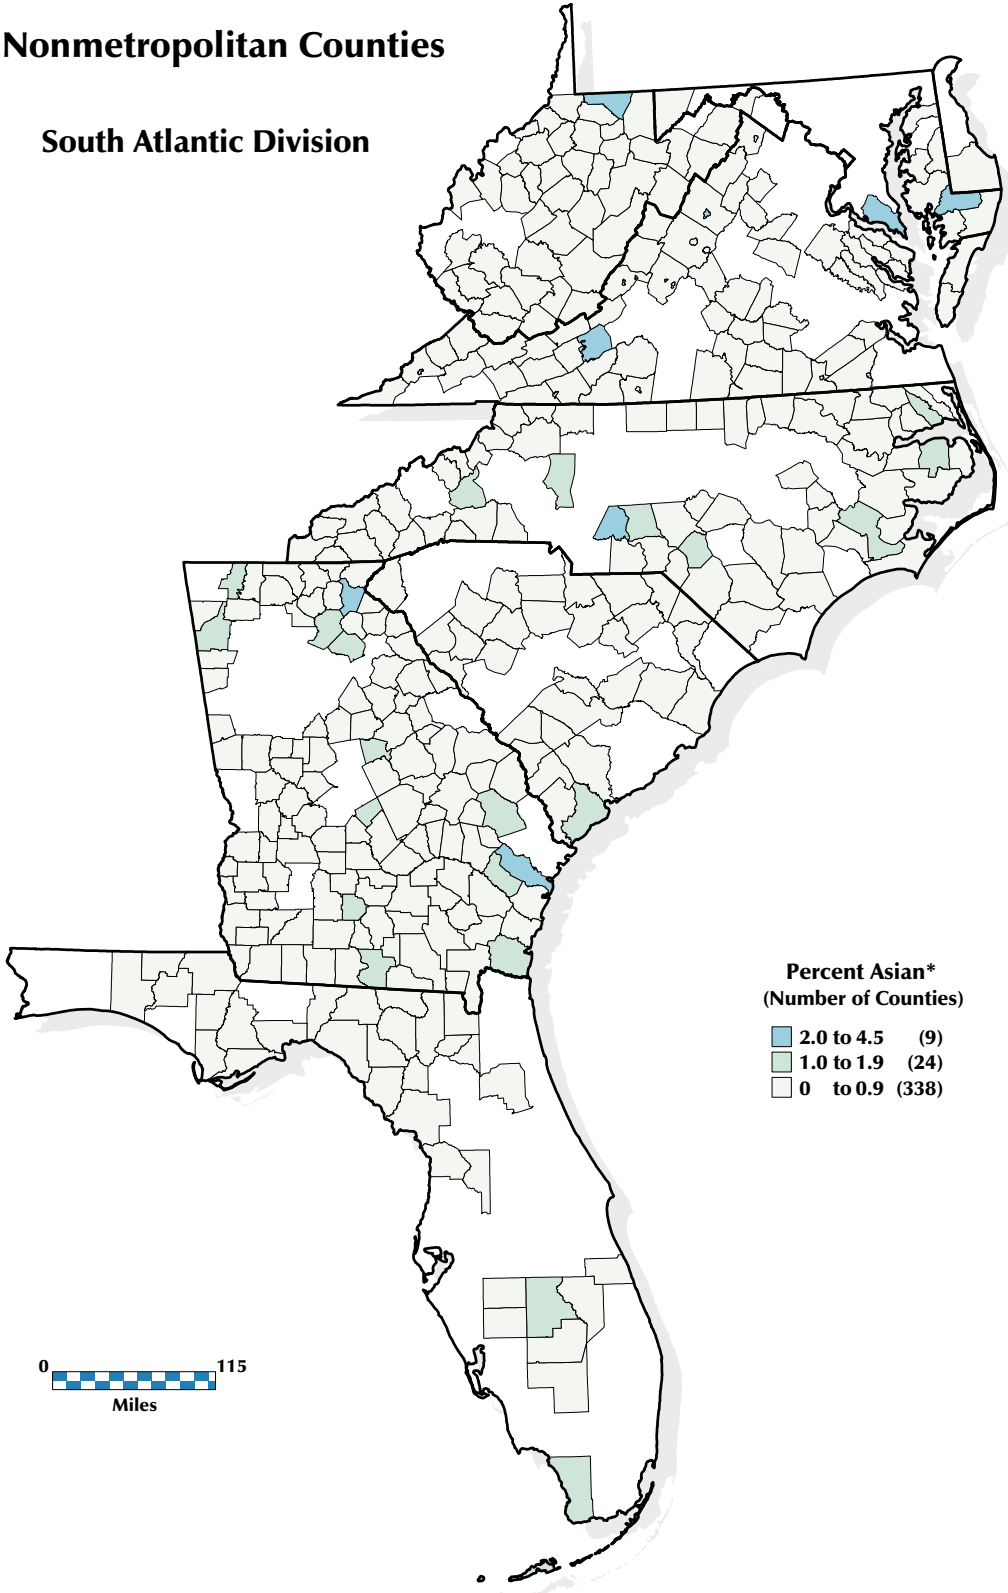 Nonmetropolitan Counties
South Atlantic Division
Percent Asian*
(Number of Counties)
2.0 to 4.5 (9)
1.0 to 1.9 (24)
0 to 0.9 (338)
0 115
Miles